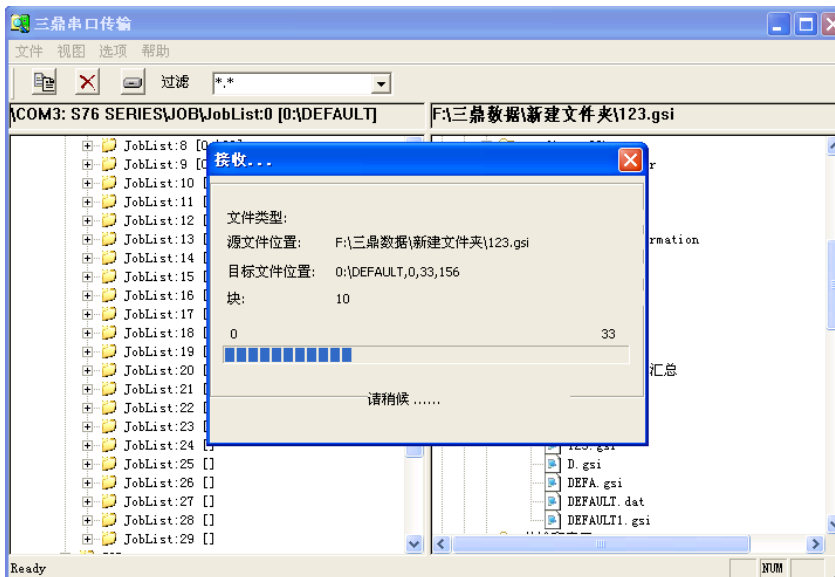 三鼎串口传输
文件 视图 选项 帮助
过滤 *.*
\COM3: S76 SERIES\JOB\JobList:0 [0:\DEFAULT]
F:\三鼎数据\新建文件夹\123.gsi
JobList:8 [
JobList:9 [
JobList:10 [
JobList:11 [
JobList:12 [
JobList:13 [
JobList:14 [
JobList:15 [
JobList:16 [
JobList:17 [
JobList:18 [
JobList:19 [
JobList:20 [
JobList:21 [
JobList:22 [
JobList:23 [
JobList:24 []
JobList:25 []
JobList:26 []
JobList:27 []
JobList:28 []
JobList:29 []
接收...
文件类型:
源文件位置: F:\三鼎数据\新建文件夹\123.gsi
目标文件位置: 0:\DEFAULT,0,33,156
块: 10
0 33
请稍候 ......
r
rmation
汇总
123.gsi
D.gsi
DEFA.gsi
DEFAULT.dat
DEFAULT1.gsi
Ready
NUM